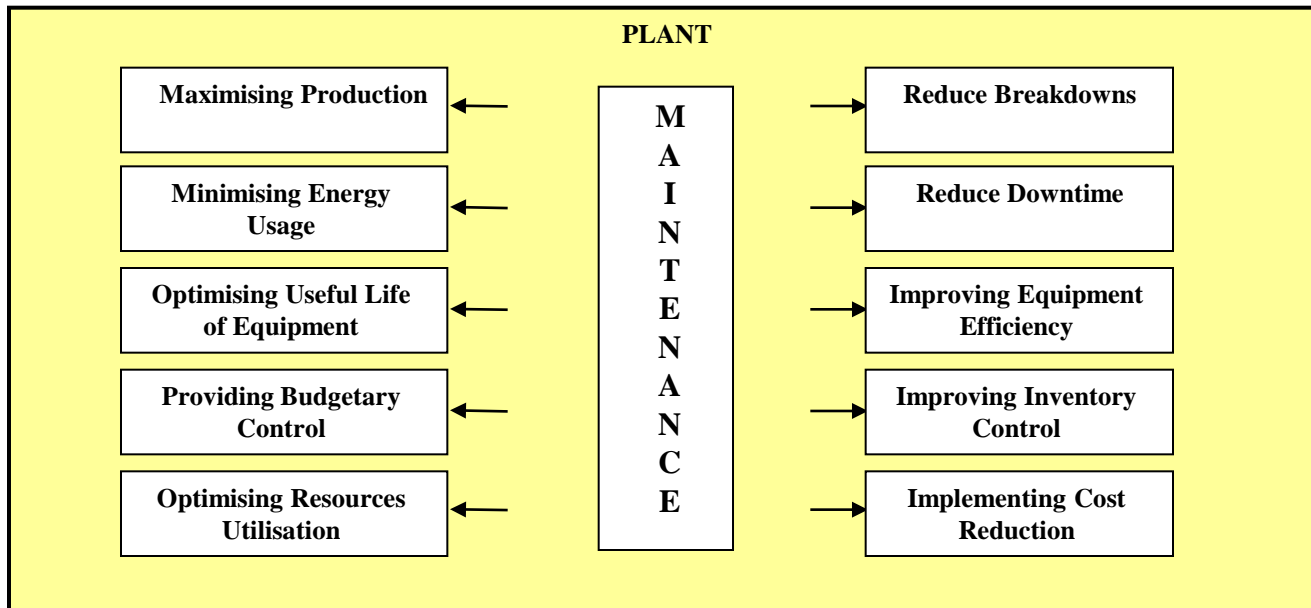 PLANT
Maximising Production
Minimising Energy
Usage
Optimising Useful Life
of Equipment
Providing Budgetary
Control
Optimising Resources
Utilisation
M
A
I
N
T
E
N
A
N
C
E
Reduce Breakdowns
Reduce Downtime
Improving Equipment
Efficiency
Improving Inventory
Control
Implementing Cost
Reduction